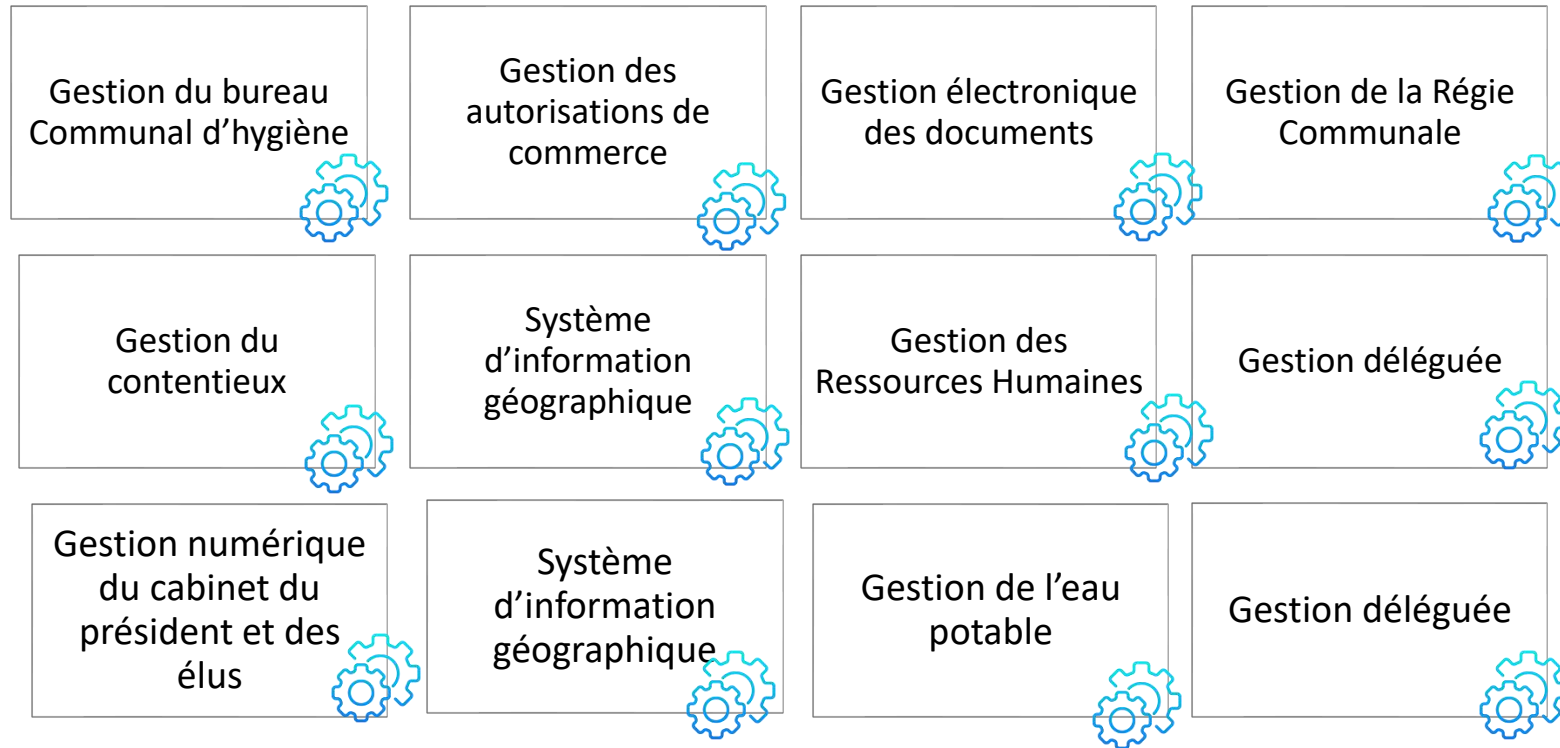 Gestion du bureau
Communal d’hygiène
Gestion des
autorisations de
commerce
Gestion électronique
des documents
Gestion de la Régie
Communale
Gestion du
contentieux
Système
d’information
géographique
Gestion des
Ressources Humaines
Gestion déléguée
Gestion numérique
du cabinet du
président et des
élus
Système
d’information
géographique
Gestion de l’eau
potable
Gestion déléguée